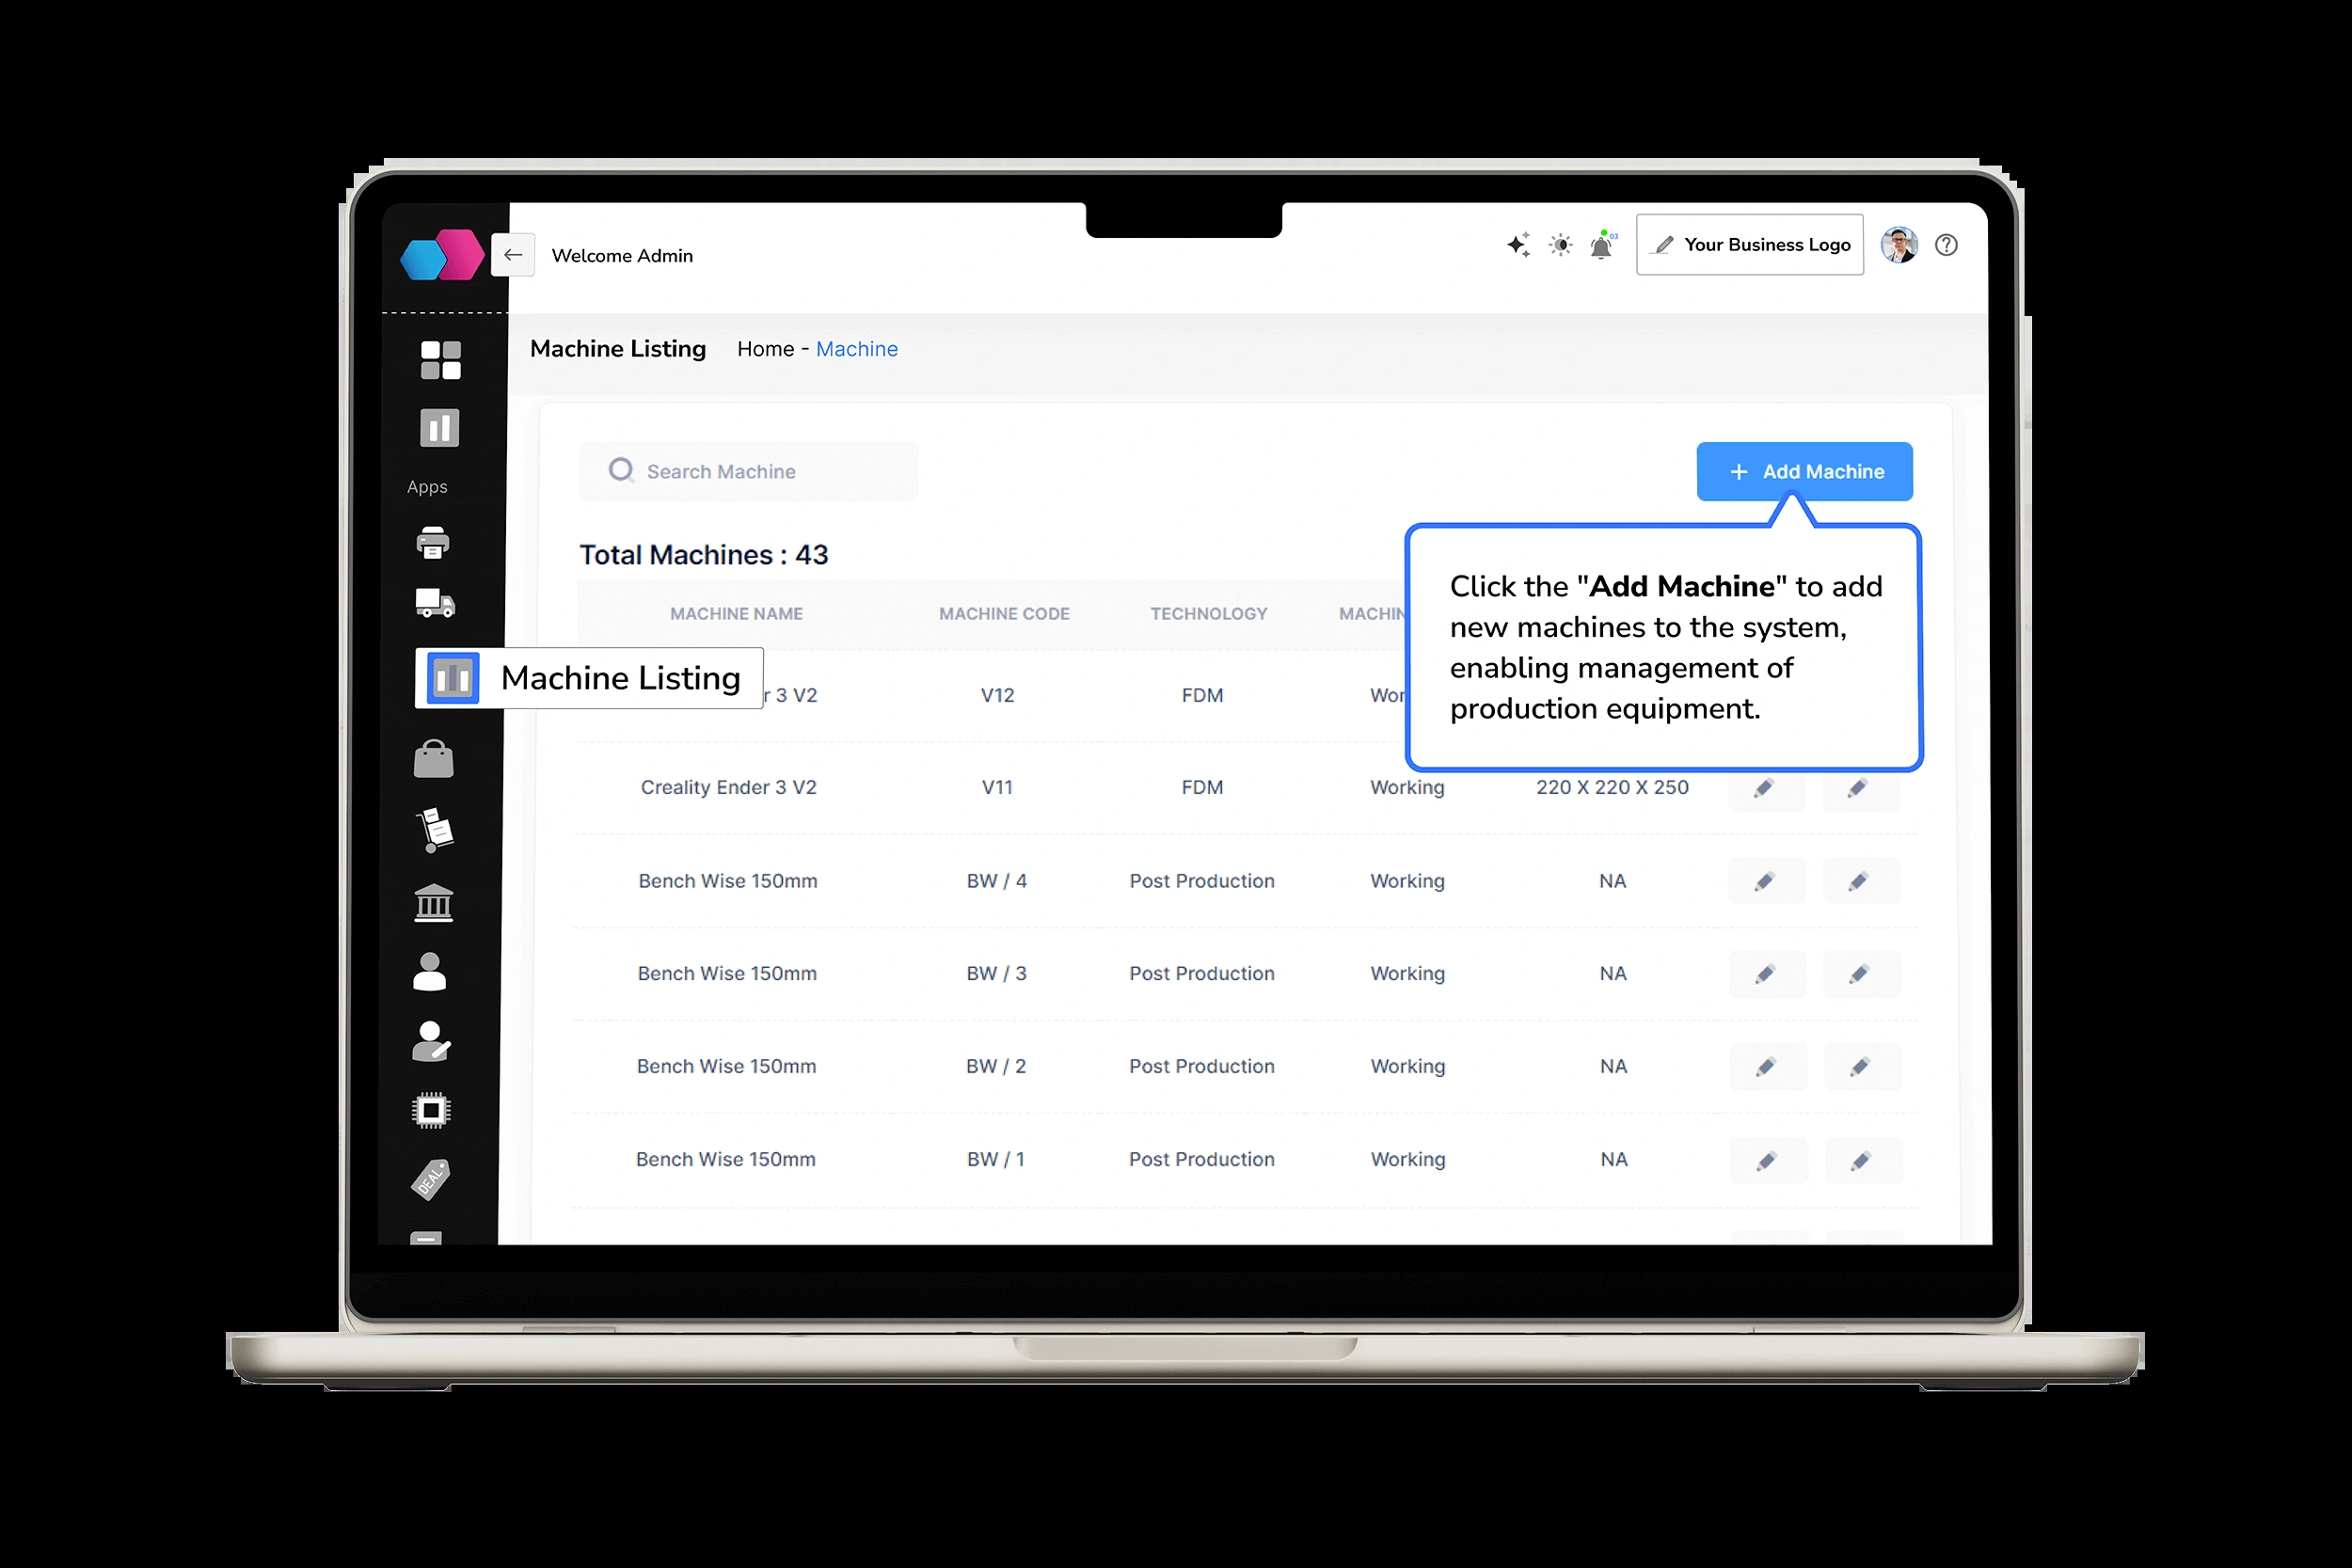 Welcome Admin
03
Your Business Logo
Machine Listing Home - Machine
Apps
Search Machine
+ Add Machine
Total Machines : 43
Click the "Add Machine" to add
new machines to the system,
enabling management of
production equipment.
MACHINE NAME MACHINE CODE TECHNOLOGY MACHIN
Machine Listing
r 3 V2 V12 FDM Wor
Creality Ender 3 V2 V11 FDM Working 220 X 220 X 250
Bench Wise 150mm BW / 4 Post Production Working NA
Bench Wise 150mm BW / 3 Post Production Working NA
Bench Wise 150mm BW / 2 Post Production Working NA
Bench Wise 150mm BW / 1 Post Production Working NA
DEAL